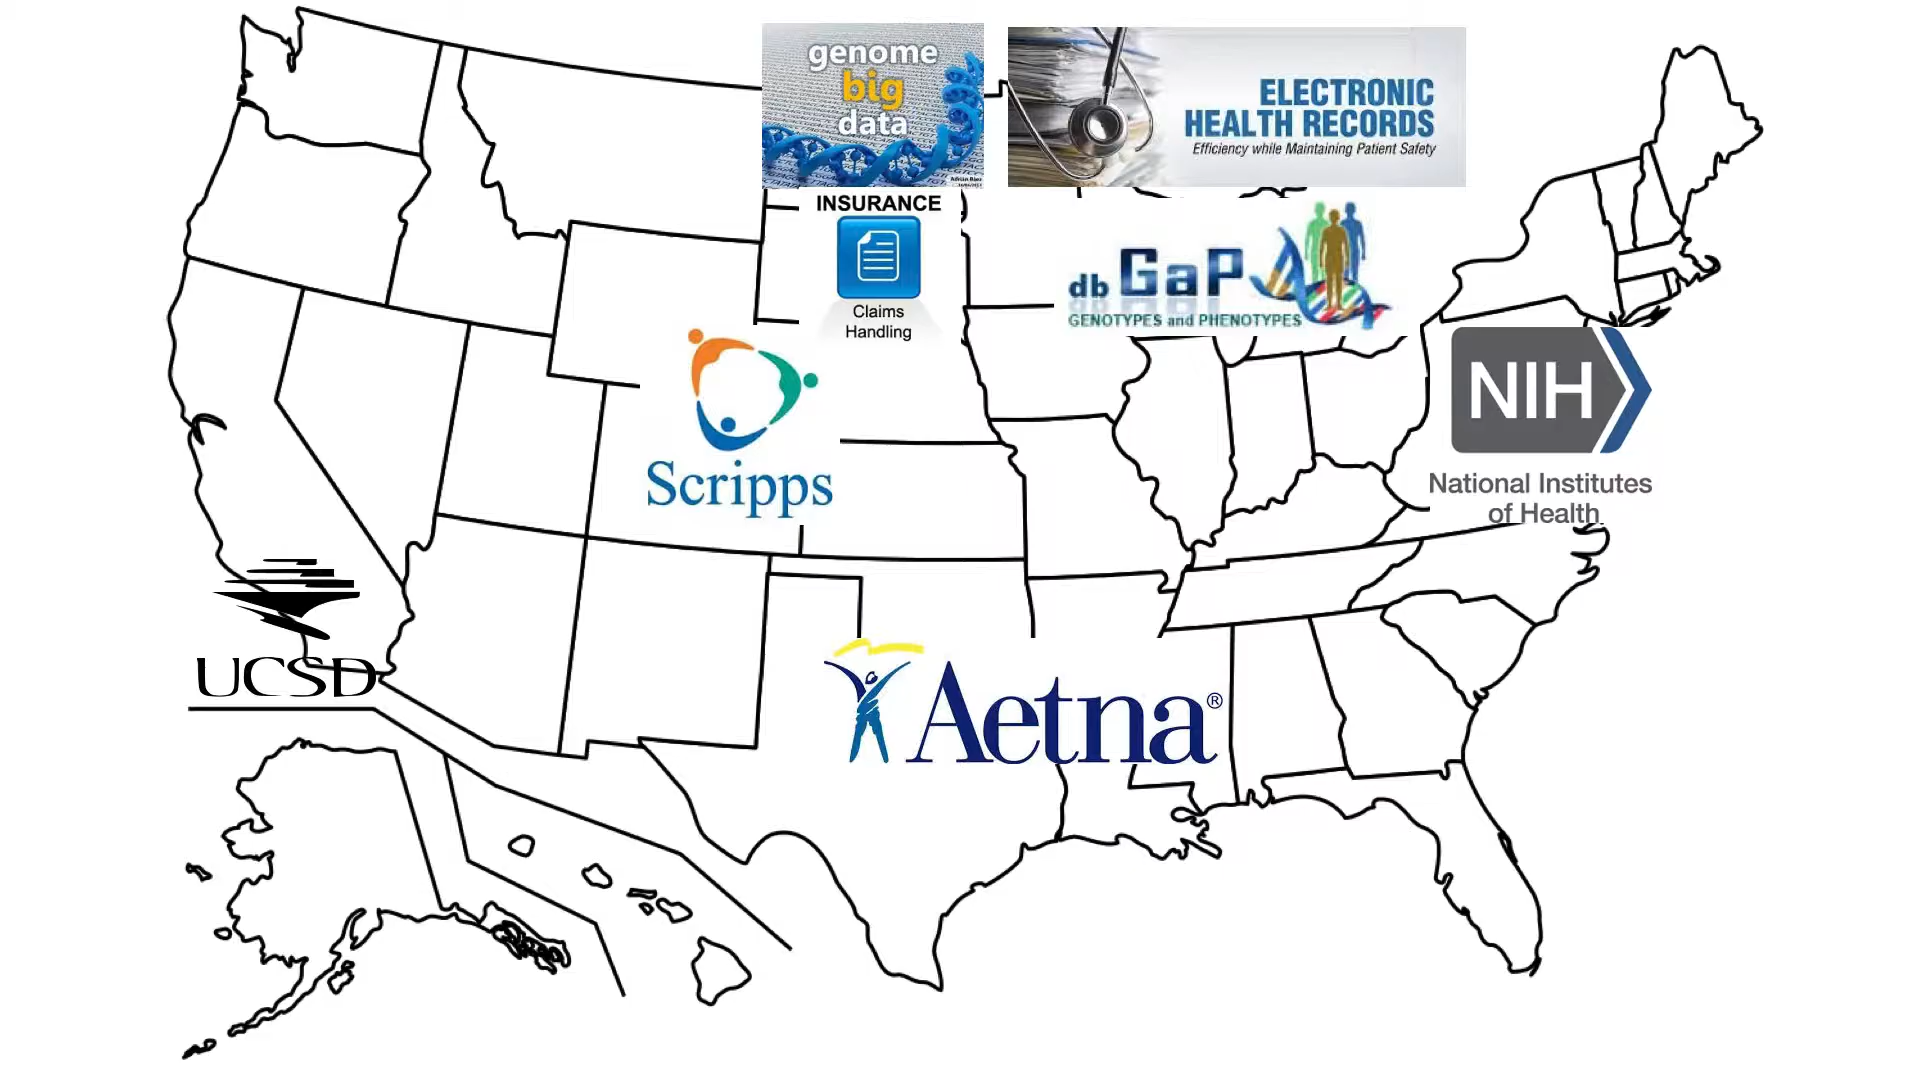 genome
big
data
ELECTRONIC
HEALTH RECORDS
Efficiency while Maintaining Patient Safety
INSURANCE
Claims
Handling
db GaP
GENOTYPES and PHENOTYPES
NIH
National Institutes
of Health
Scripps
UCSD
Aetna®